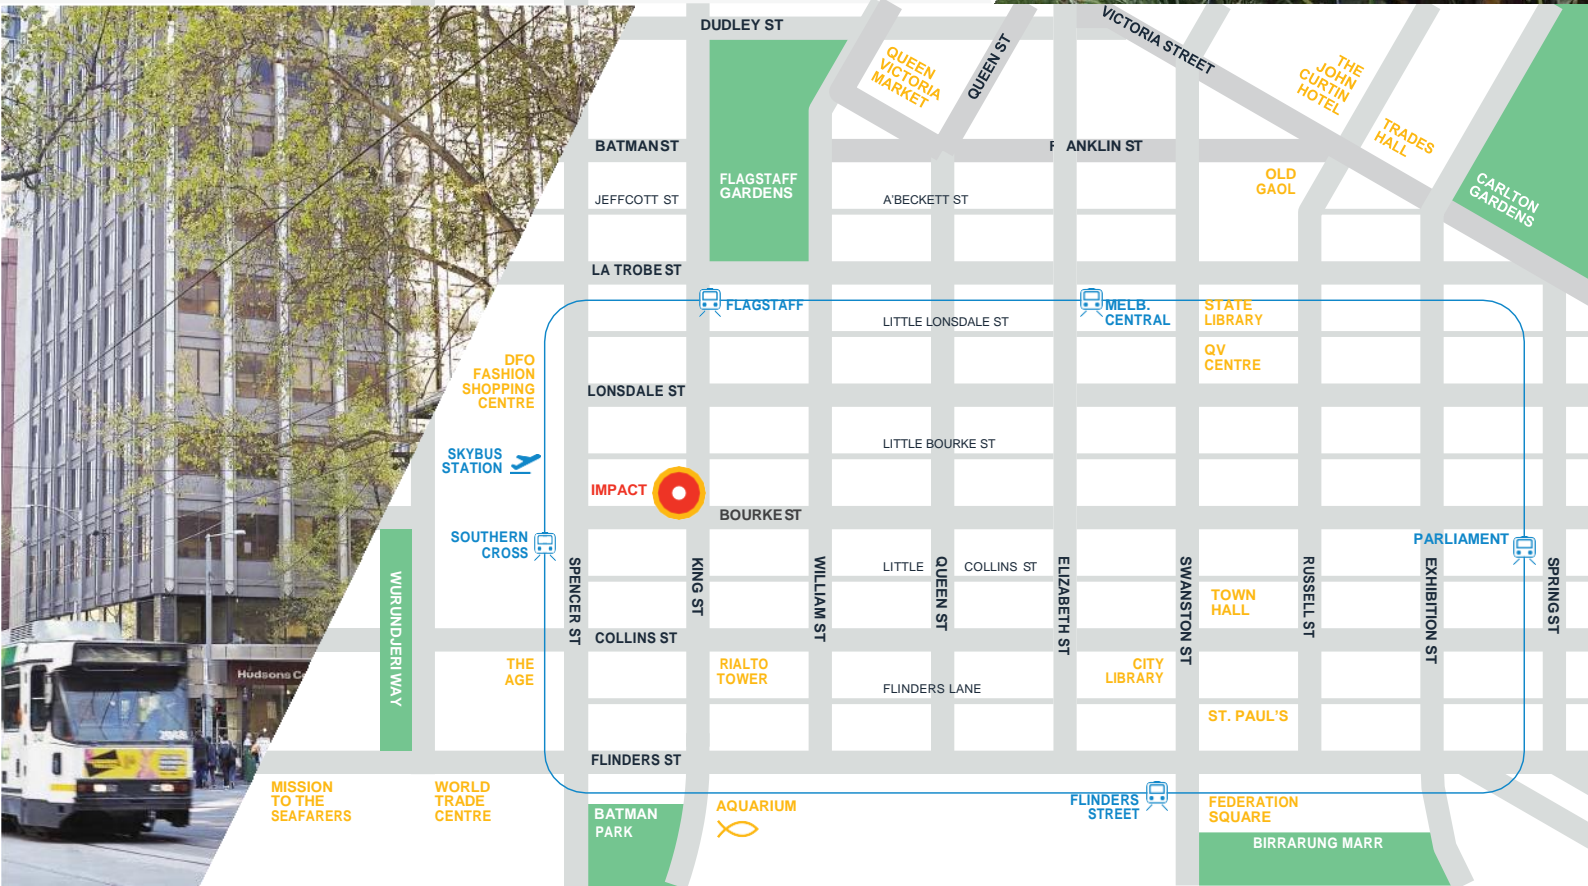 DUDLEY ST
VICTORIA STREET
QUEEN
VICTORIA
MARKET
QUEEN ST
THE
JOHN
CURTIN
HOTEL
TRADES
HALL
BATMAN ST
F ANKLIN ST
FLAGSTAFF
GARDENS
OLD
GAOL
CARLTON
GARDENS
JEFFCOTT ST
A'BECKETT ST
LA TROBE ST
FLAGSTAFF
MELB.
CENTRAL
STATE
LIBRARY
LITTLE LONSDALE ST
QV
CENTRE
DFO
FASHION
SHOPPING
CENTRE
LONSDALE ST
LITTLE BOURKE ST
SKYBUS
STATION
IMPACT
BOURKE ST
SOUTHERN
CROSS
PARLIAMENT
LITTLE COLLINS ST
WURUNDJERI WAY
SPENCER ST
KING ST
WILLIAM ST
QUEEN ST
ELIZABETH ST
SWANSTON ST
RUSSELL ST
EXHIBITION ST
SPRING ST
TOWN
HALL
COLLINS ST
THE
AGE
RIALTO
TOWER
CITY
LIBRARY
Hudsons Co
FLINDERS LANE
ST. PAUL'S
FLINDERS ST
MISSION
TO THE
SEAFARERS
WORLD
TRADE
CENTRE
BATMAN
PARK
AQUARIUM
FLINDERS
STREET
FEDERATION
SQUARE
BIRRARUNG MARR